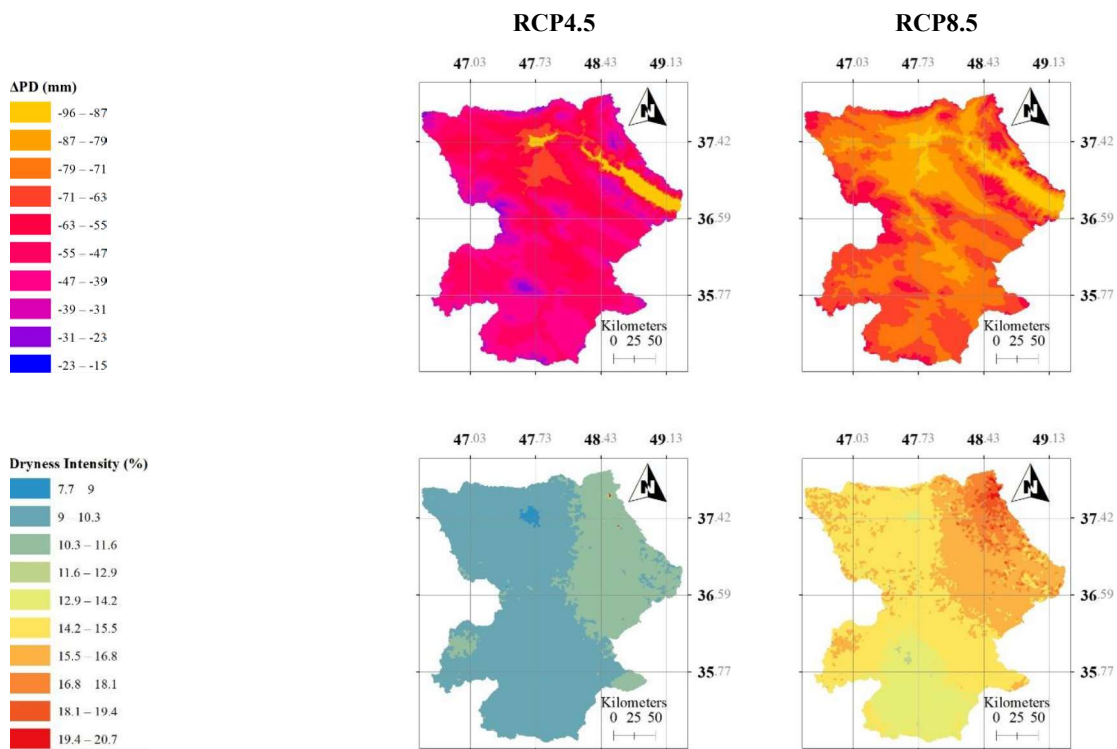 RCP4.5 RCP8.5
47.03 47.73 48.43 49.13 47.03 47.73 48.43 49.13
ΔPD (mm)
-96 – -87
-87 – -79
-79 – -71
-71 – -63
-63 – -55
-55 – -47
-47 – -39
-39 – -31
-31 – -23
-23 – -15
N
37.42
36.59
35.77
Kilometers
0 25 50
N
37.42
36.59
35.77
Kilometers
0 25 50
47.03 47.73 48.43 49.13 47.03 47.73 48.43 49.13
Dryness Intensity (%)
7.7 9
9 – 10.3
10.3 – 11.6
11.6 – 12.9
12.9 – 14.2
14.2 – 15.5
15.5 – 16.8
16.8 18.1
18.1 – 19.4
19.4 – 20.7
N
37.42
36.59
35.77
Kilometers
0 25 50
N
37.42
36.59
35.77
Kilometers
0 25 50